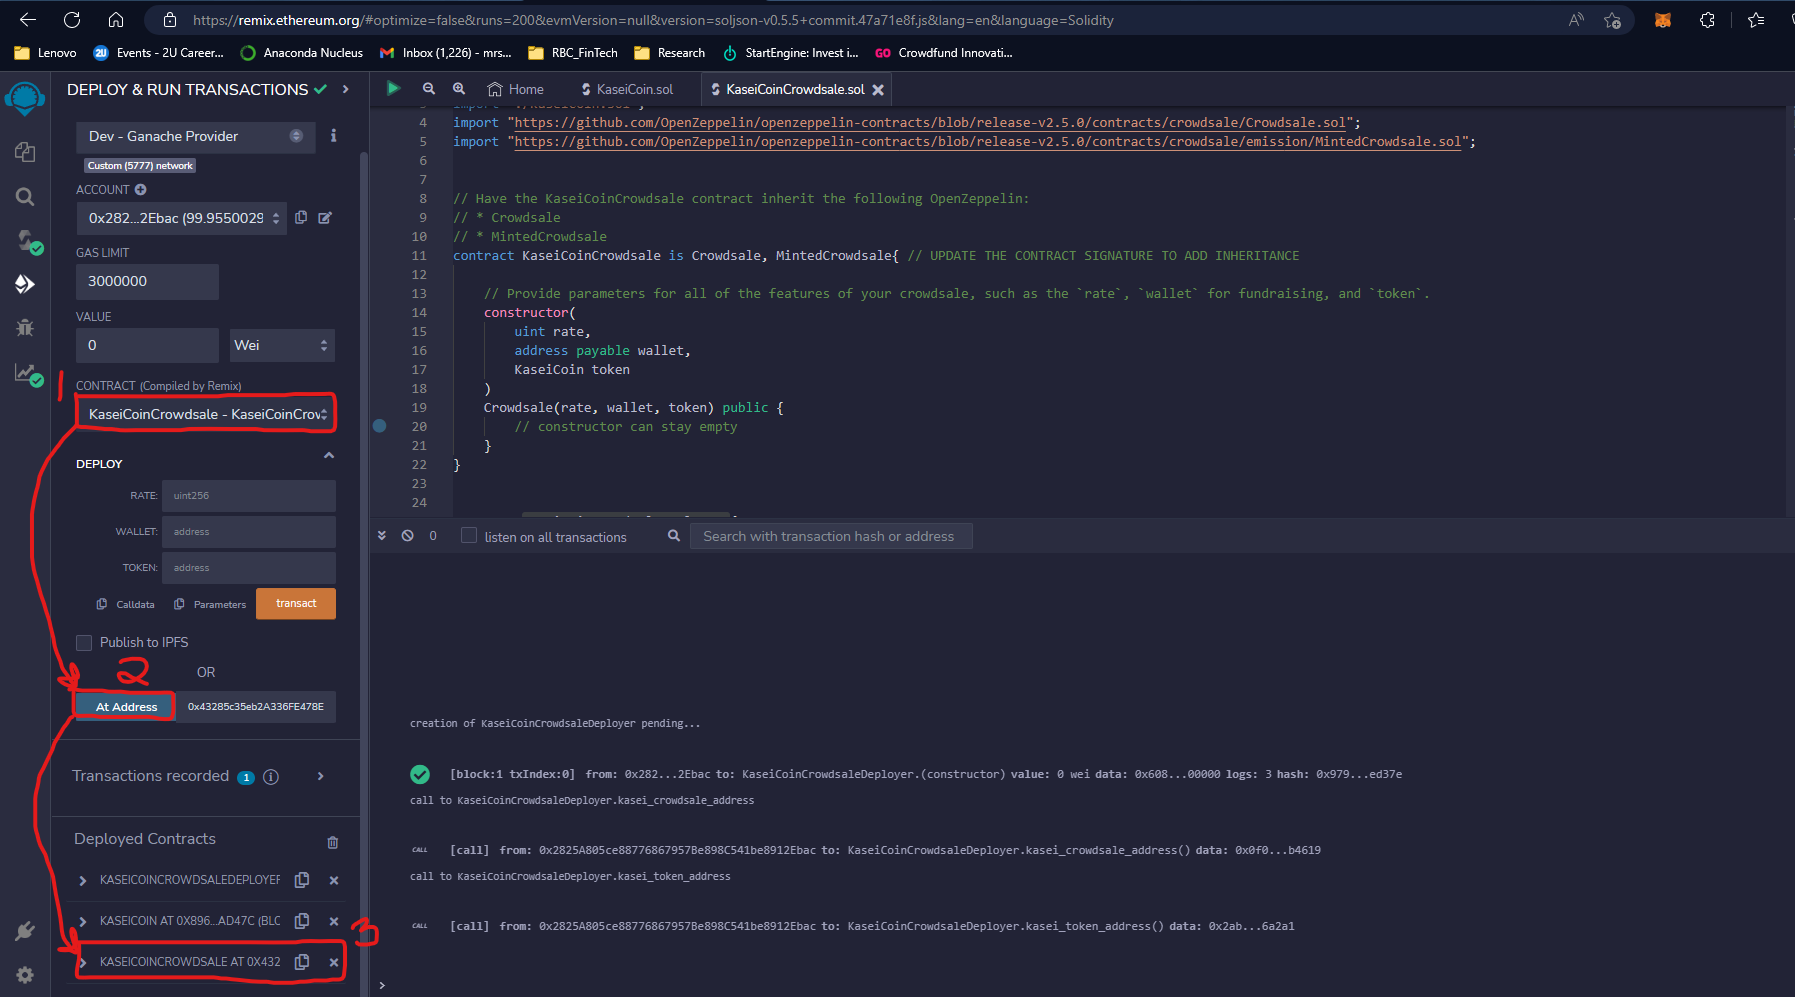 https://remix.ethereum.org/#optimize=false&runs=200&evmVersion=null&version=soljson-v0.5.5+commit.47a71e8f.js&lang=en&language=Solidity
Lenovo
Events - 2U Career...
Anaconda Nucleus
Inbox (1,226) - mrs...
RBC_FinTech
Research
StartEngine: Invest i...
GO Crowdfund Innovati...
DEPLOY & RUN TRANSACTIONS
Dev - Ganache Provider
Custom (5777) network
ACCOUNT
0x282...2Ebac (99.9550029
GAS LIMIT
3000000
VALUE
0
Wei
1
CONTRACT (Compiled by Remix)
KaseiCoinCrowdsale - KaseiCoinCrow
DEPLOY
RATE: uint256
WALLET: address
TOKEN: address
Calldata
Parameters
transact
Publish to IPFS
2
OR
At Address
0x43285c35eb2A336FE478E
Transactions recorded 1
Deployed Contracts
KASEICOINCROWDSALEDEPLOYER
KASEICOIN AT 0X896...AD47C (BLC
3
KASEICOINCROWDSALE AT 0X432
Home
KaseiCoin.sol
KaseiCoinCrowdsale.sol
4 import "https://github.com/OpenZeppelin/openzeppelin-contracts/blob/release-v2.5.0/contracts/crowdsale/Crowdsale.sol";
5 import "https://github.com/OpenZeppelin/openzeppelin-contracts/blob/release-v2.5.0/contracts/crowdsale/emission/MintedCrowdsale.sol";
6
7
8 // Have the KaseiCoinCrowdsale contract inherit the following OpenZeppelin:
9 // * Crowdsale
10 // * MintedCrowdsale
11 contract KaseiCoinCrowdsale is Crowdsale, MintedCrowdsale{ // UPDATE THE CONTRACT SIGNATURE TO ADD INHERITANCE
12
13 // Provide parameters for all of the features of your crowdsale, such as the `rate`, `wallet` for fundraising, and `token`.
14 constructor(
15 uint rate,
16 address payable wallet,
17 KaseiCoin token
18 )
19 Crowdsale(rate, wallet, token) public {
20 // constructor can stay empty
21 }
22 }
23
24
0
listen on all transactions
Search with transaction hash or address
creation of KaseiCoinCrowdsaleDeployer pending...
[block:1 txIndex:0] from: 0x282...2Ebac to: KaseiCoinCrowdsaleDeployer.(constructor) value: 0 wei data: 0x608...00000 logs: 3 hash: 0x979...ed37e
call to KaseiCoinCrowdsaleDeployer.kasei_crowdsale_address
CALL [call] from: 0x2825A805ce88776867957Be898C541be8912Ebac to: KaseiCoinCrowdsaleDeployer.kasei_crowdsale_address() data: 0x0f0...b4619
call to KaseiCoinCrowdsaleDeployer.kasei_token_address
CALL [call] from: 0x2825A805ce88776867957Be898C541be8912Ebac to: KaseiCoinCrowdsaleDeployer.kasei_token_address() data: 0x2ab...6a2a1
>